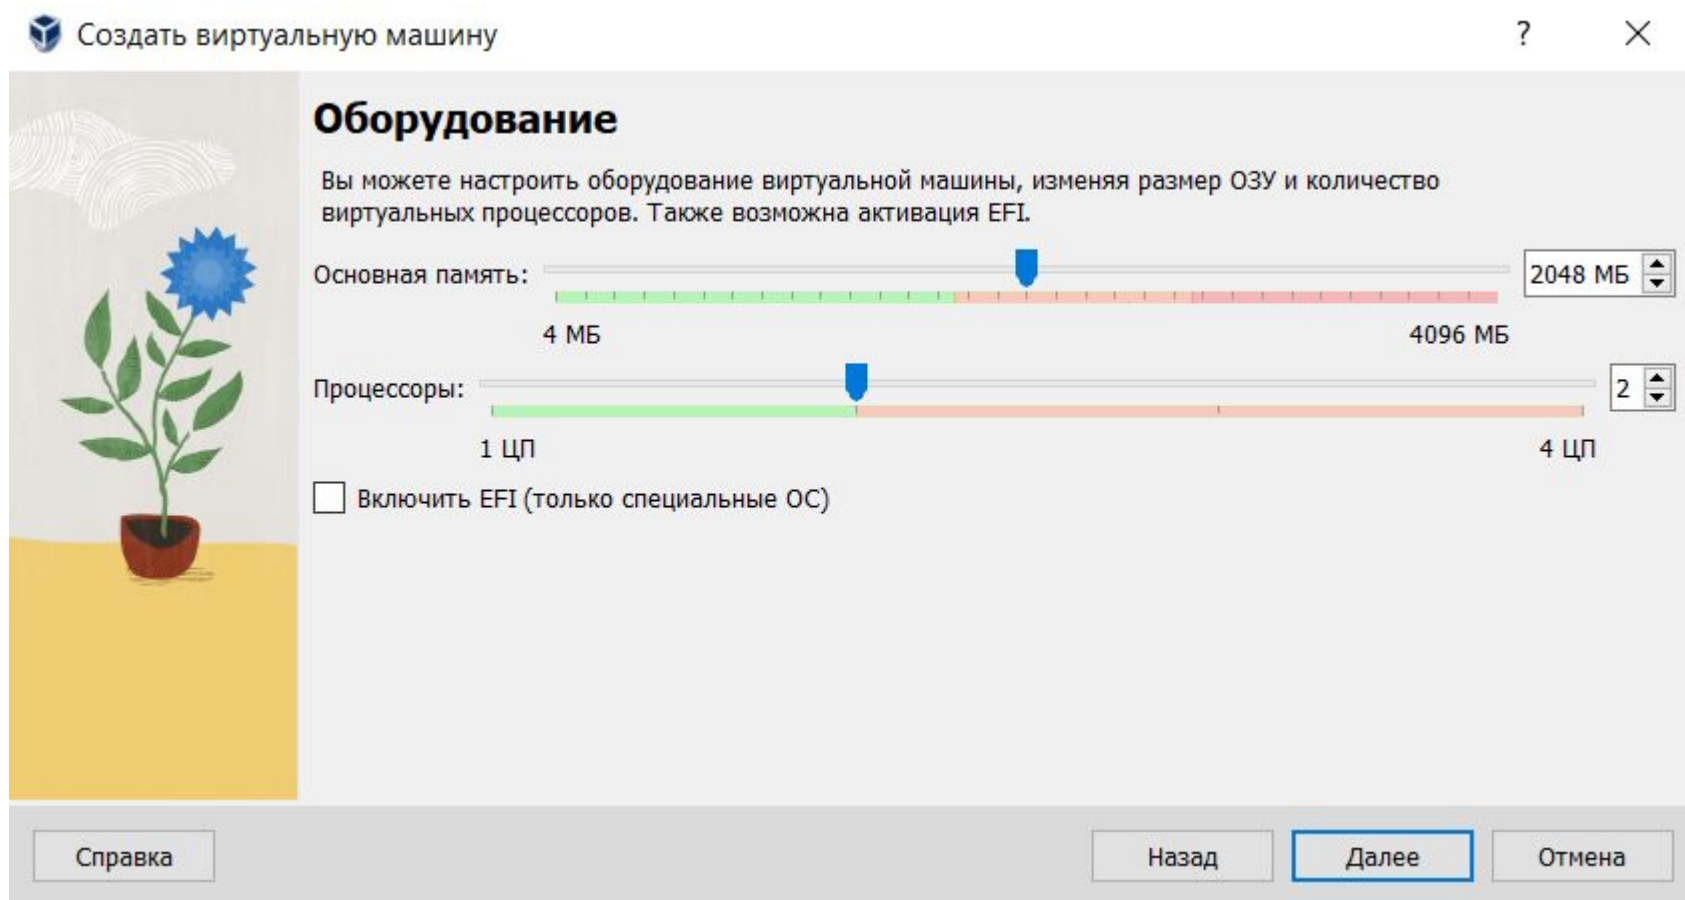 Создать виртуальную машину
?
Оборудование
Вы можете настроить оборудование виртуальной машины, изменяя размер ОЗУ и количество
виртуальных процессоров. Также возможна активация EFI.
Основная память:
2048 МБ
4 МБ
4096 МБ
Процессоры:
2
1 ЦП
4 ЦП
Включить EFI (только специальные ОС)
Справка
Назад
Далее
Отмена